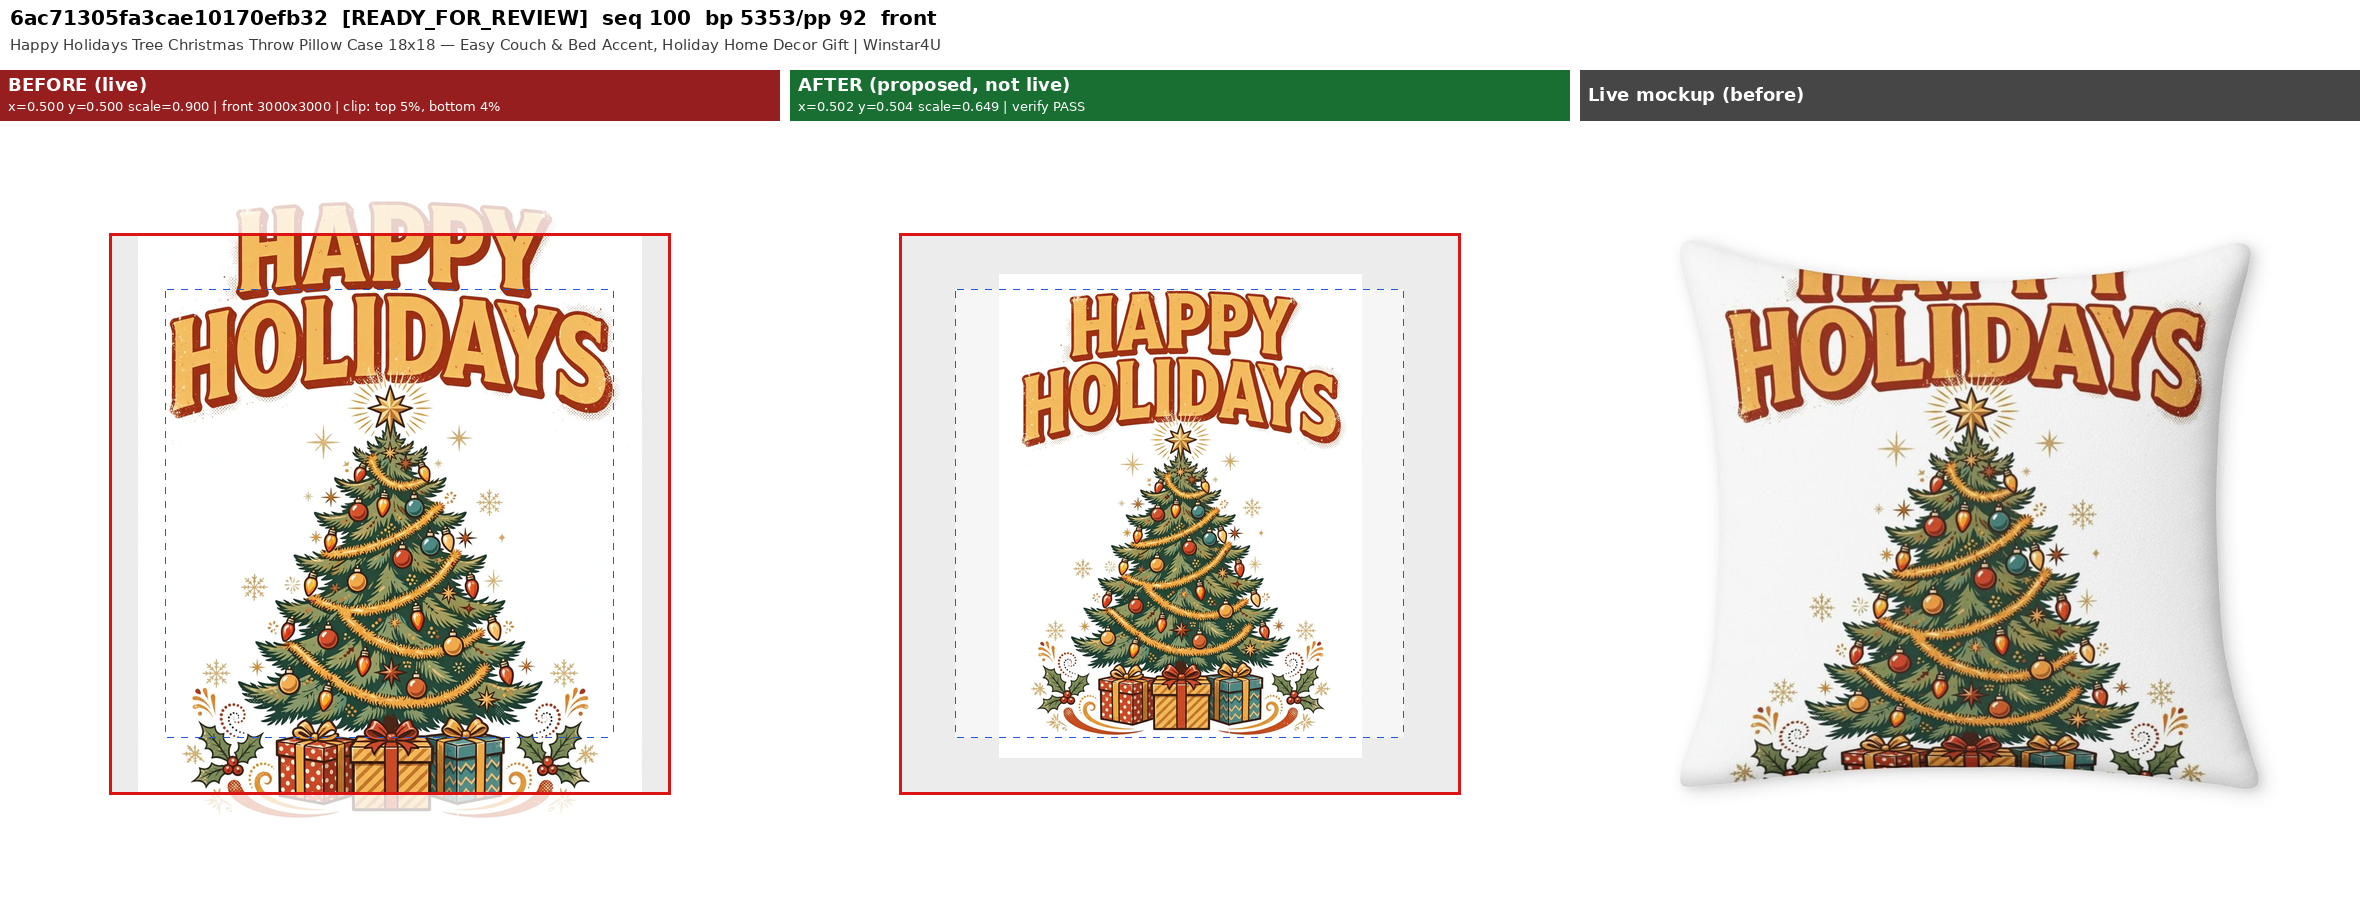 6ac71305fa3cae10170efb32 [READY_FOR_REVIEW] seq 100 bp 5353/pp 92 front
Happy Holidays Tree Christmas Throw Pillow Case 18x18 — Easy Couch & Bed Accent, Holiday Home Decor Gift | Winstar4U
BEFORE (live)
x=0.500 y=0.500 scale=0.900 | front 3000x3000 | clip: top 5%, bottom 4%
AFTER (proposed, not live)
x=0.502 y=0.504 scale=0.649 | verify PASS
Live mockup (before)
HAPPY
HOLIDAYS
HAPPY
HOLIDAYS
HAPPY
HOLIDAYS